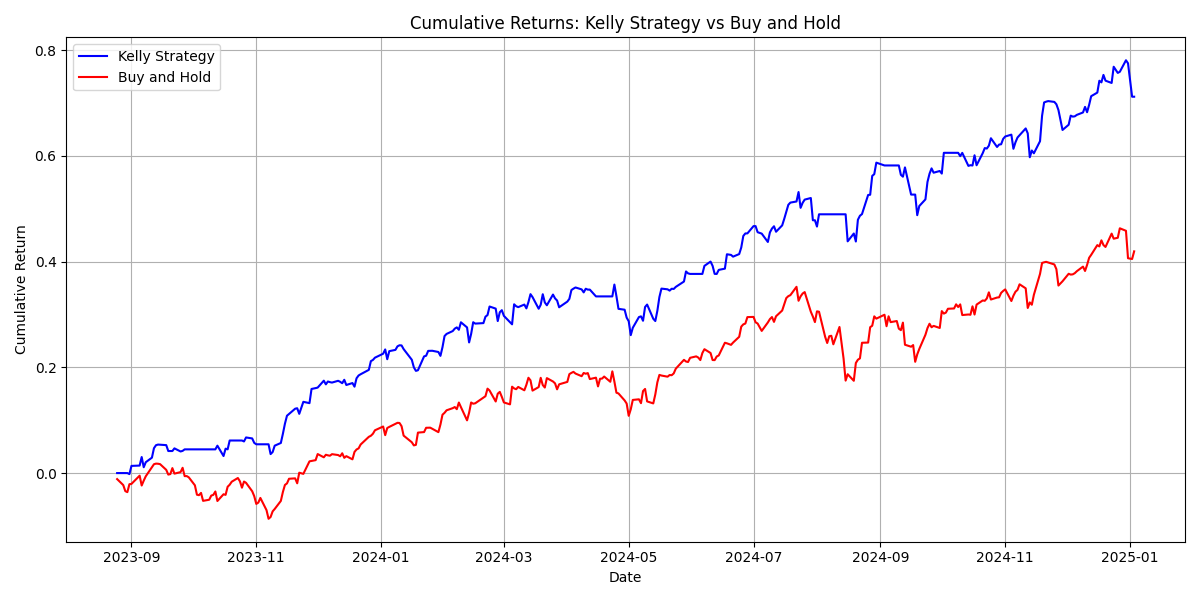 Cumulative Returns: Kelly Strategy vs Buy and Hold
Kelly Strategy
Buy and Hold
Cumulative Return
0.8
0.6
0.4
0.2
0.0
2023-09
2023-11
2024-01
2024-03
2024-05
2024-07
2024-09
2024-11
2025-01
Date